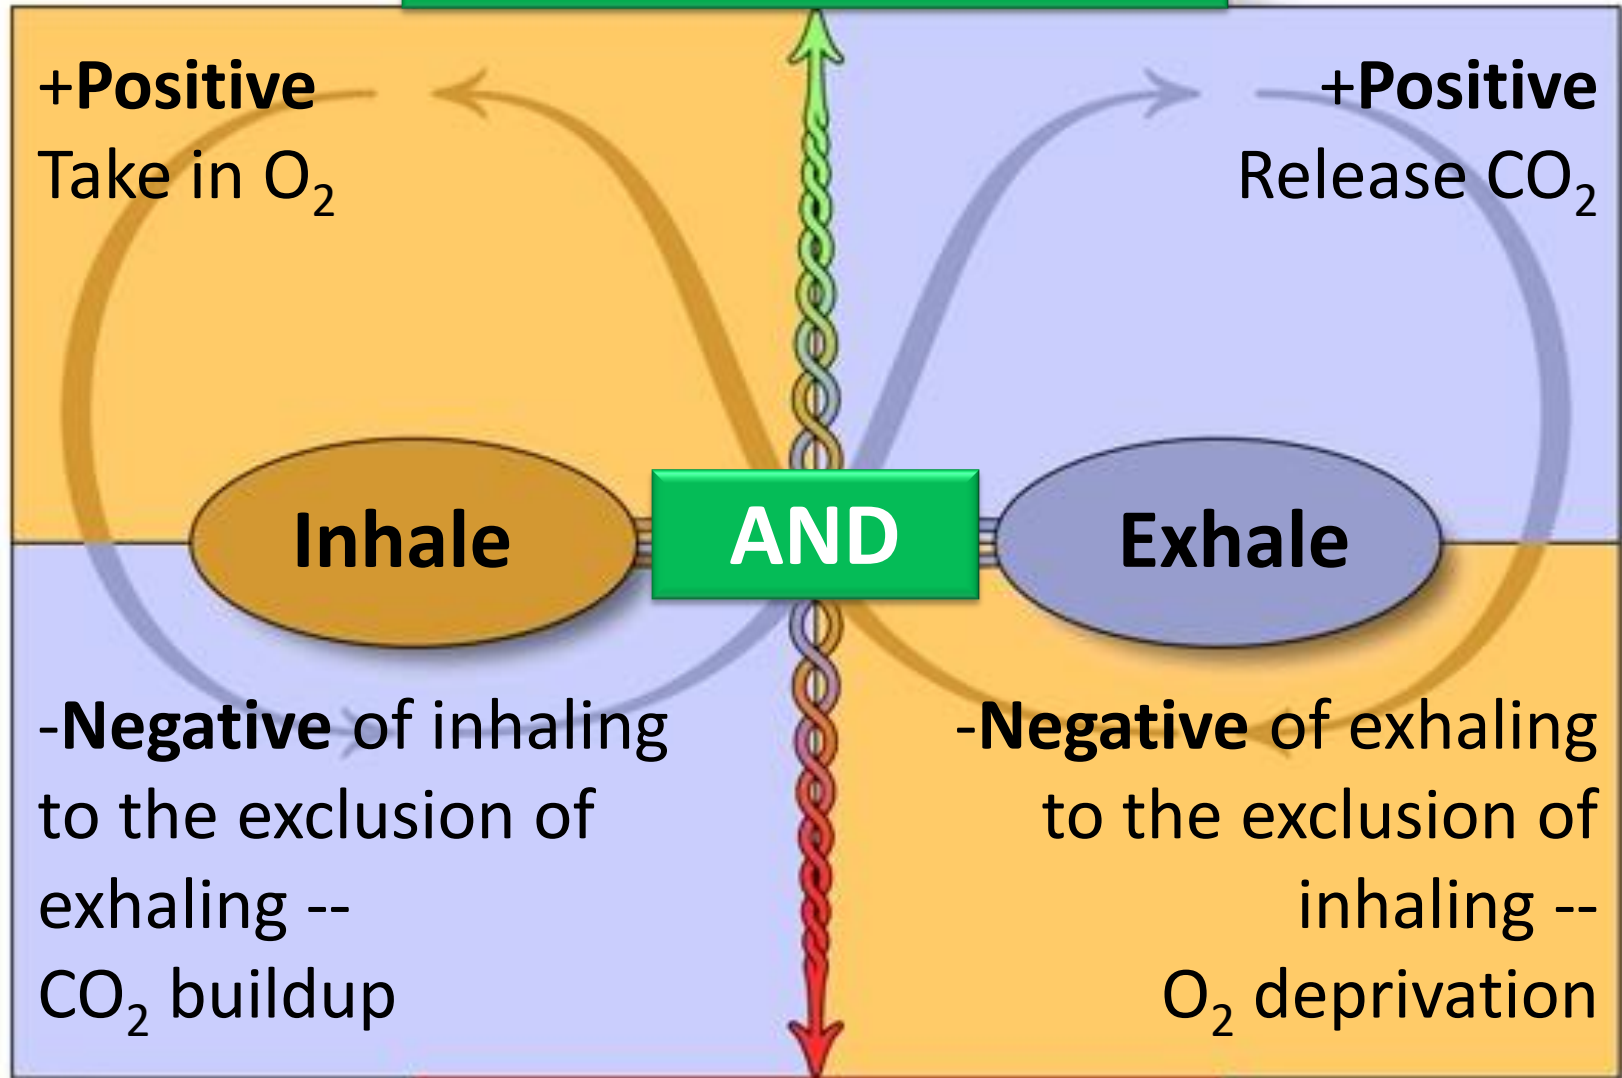 +Positive
Take in O₂
+Positive
Release CO₂
Inhale
AND
Exhale
-Negative of inhaling
to the exclusion of
exhaling --
CO₂ buildup
-Negative of exhaling
to the exclusion of
inhaling --
O₂ deprivation